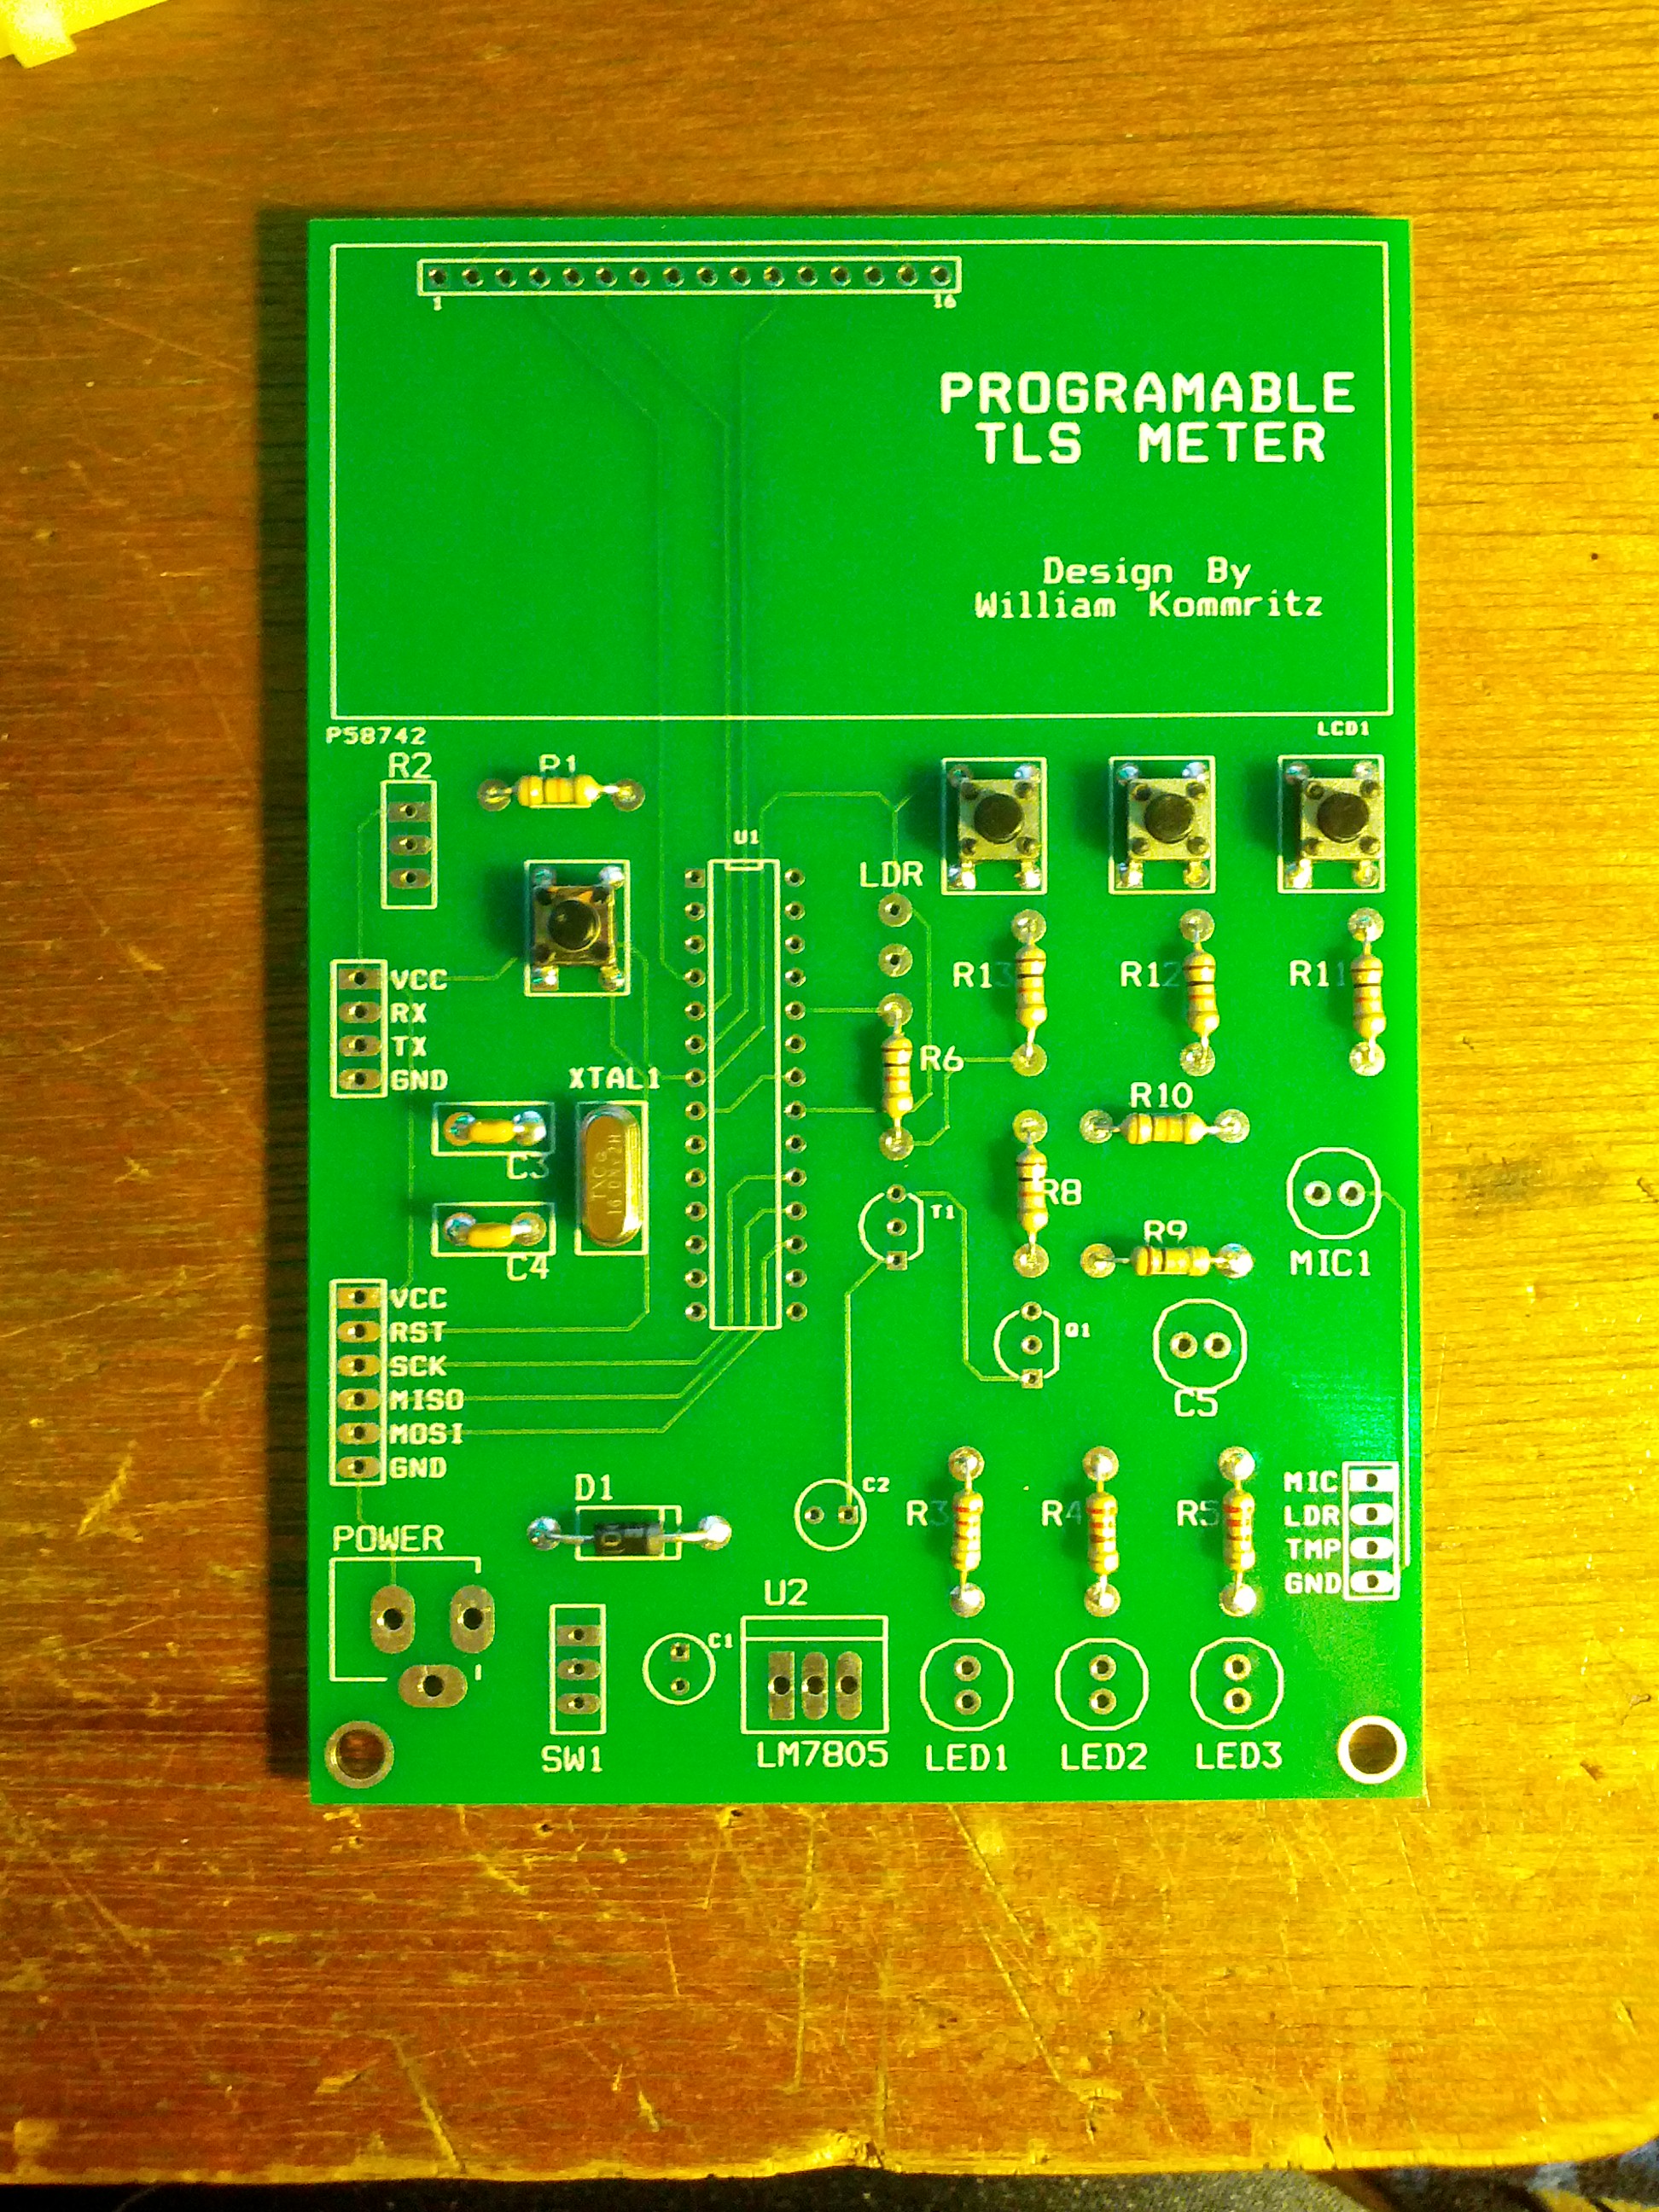 1 16
PROGRAMABLE
TLS METER
Design By
William Kommritz
P58742
LCD1
R2
R1
U1
LDR
VCC
RX
TX
GND
R13
R12
R11
XTAL1
R6
R10
C3
R8
T1
C4
R9
MIC1
VCC
RST
SCK
MISO
MOSI
GND
Q1
C5
D1
C2
R3
R4
R5
MIC
LDR
TMP
GND
POWER
U2
C1
SW1
LM7805
LED1
LED2
LED3